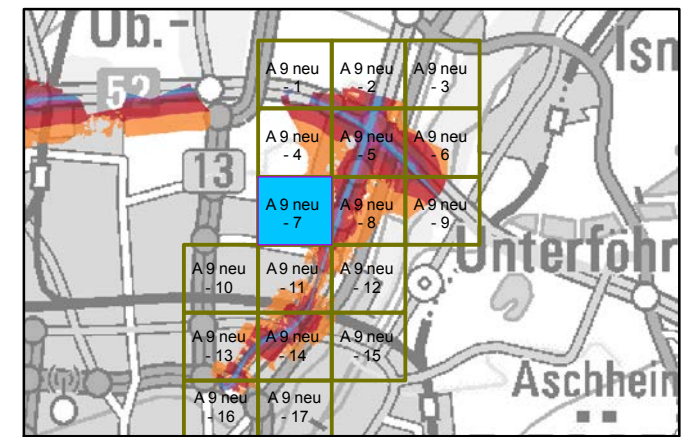 Ob.-
Isn
52
13
A 9 neu
- 1
A 9 neu
- 2
A 9 neu
- 3
A 9 neu
- 4
A 9 neu
- 5
A 9 neu
- 6
A 9 neu
- 7
A 9 neu
- 8
A 9 neu
- 9
Unterföhr
A 9 neu
- 10
A 9 neu
- 11
A 9 neu
- 12
A 9 neu
- 13
A 9 neu
- 14
A 9 neu
- 15
Aschhein
A 9 neu
- 16
A 9 neu
- 17